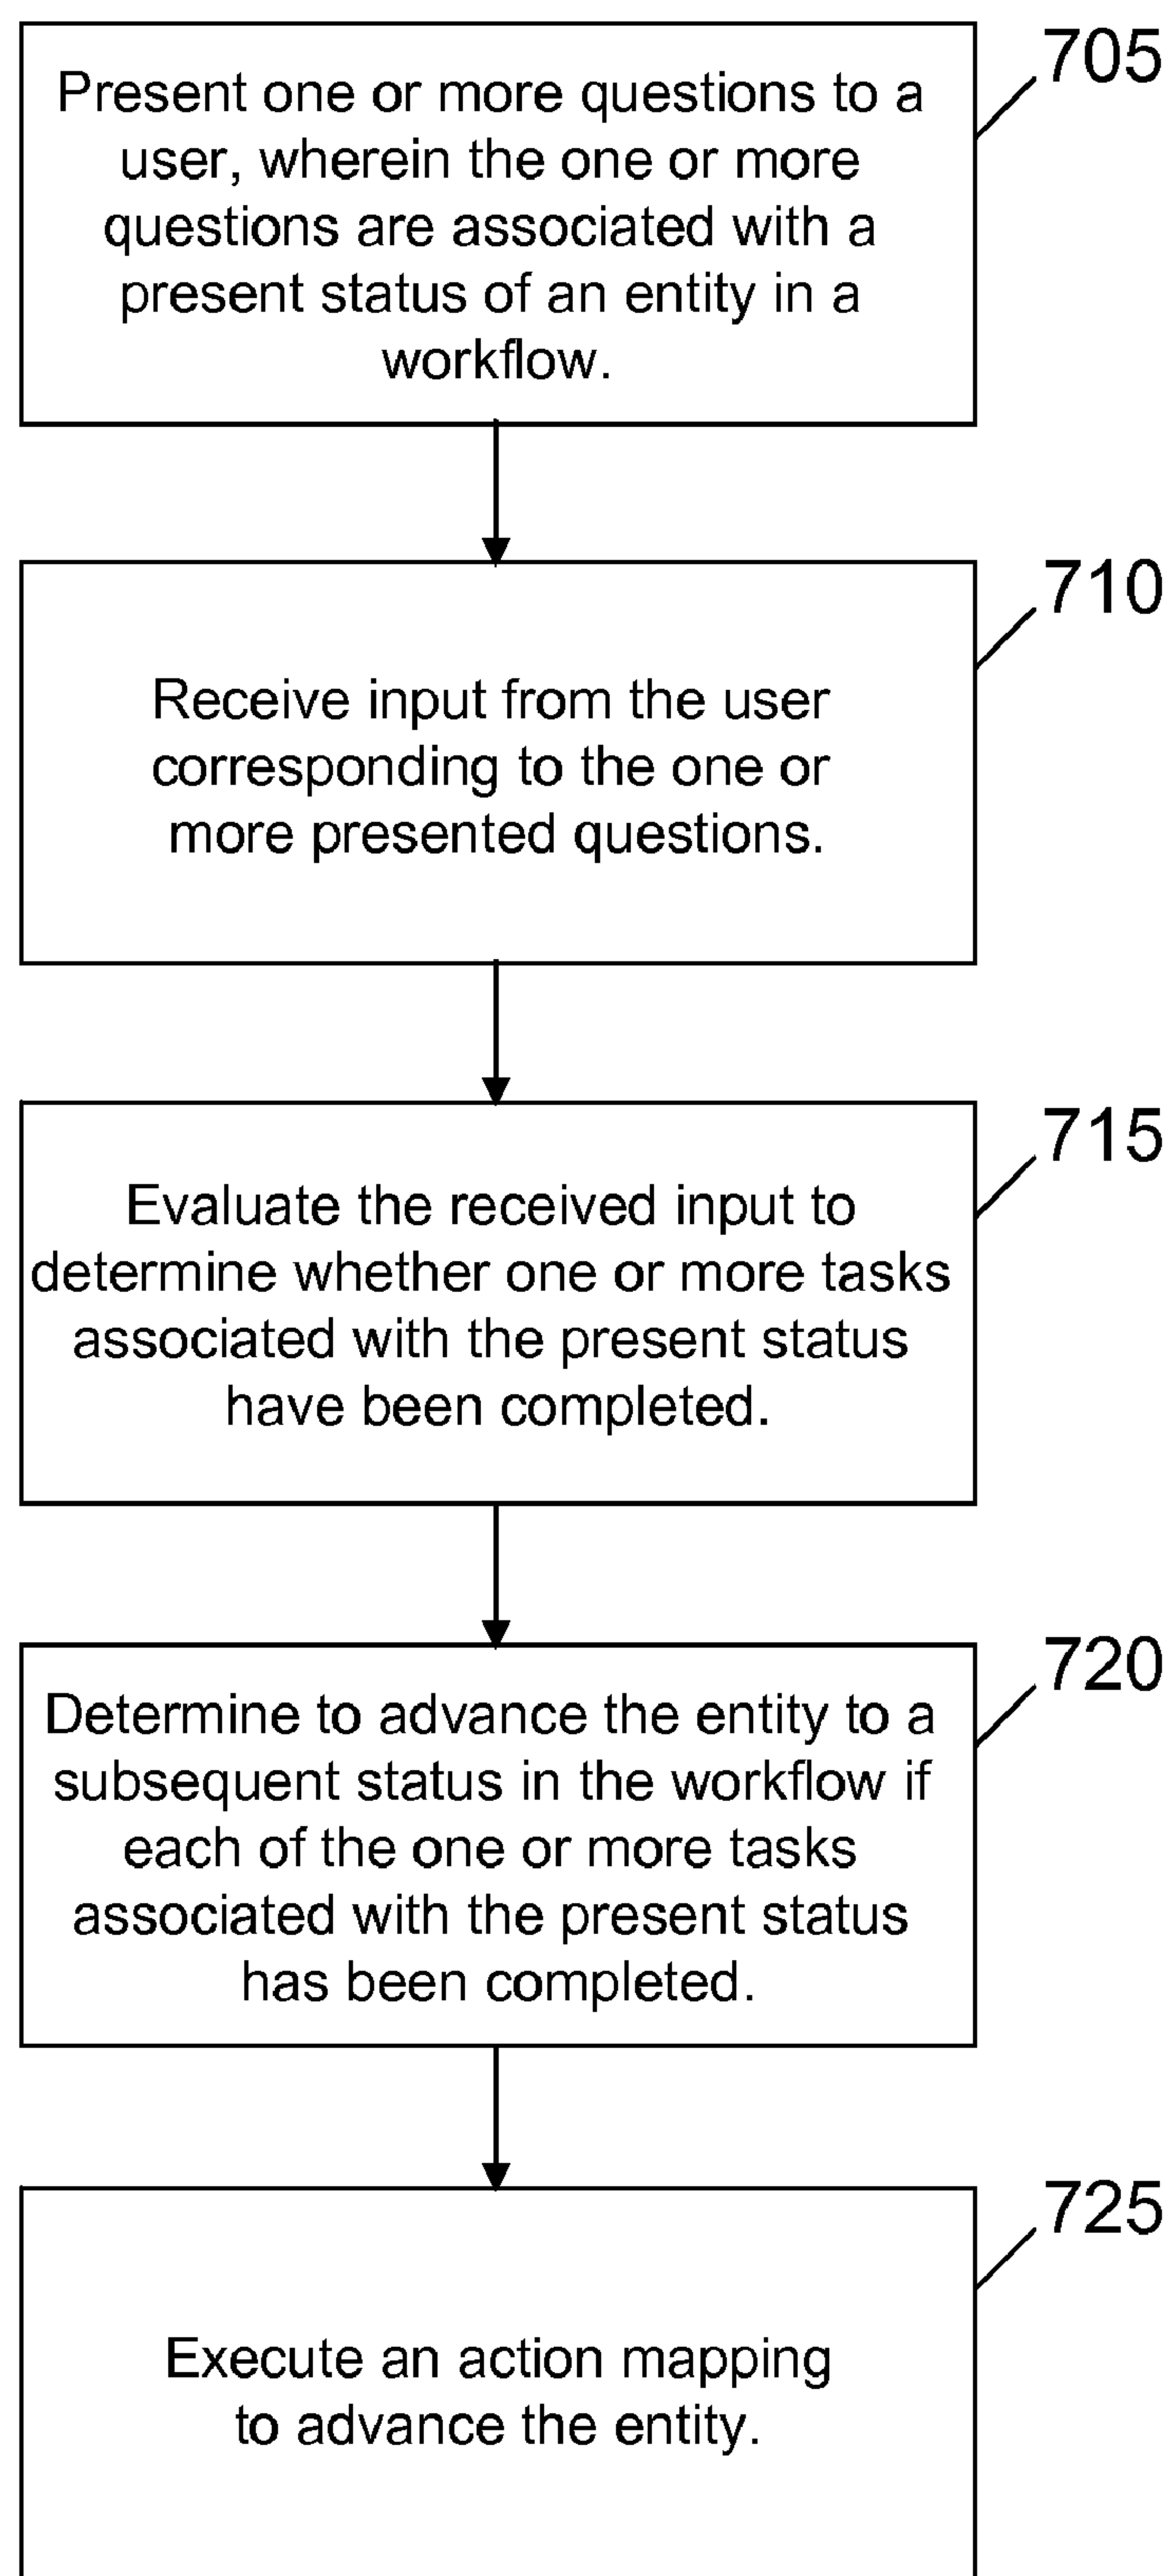 Present one or more questions to a
user, wherein the one or more
questions are associated with a
present status of an entity in a
workflow.
705
Receive input from the user
corresponding to the one or
more presented questions.
710
Evaluate the received input to
determine whether one or more tasks
associated with the present status
have been completed.
715
Determine to advance the entity to a
subsequent status in the workflow if
each of the one or more tasks
associated with the present status
has been completed.
720
Execute an action mapping
to advance the entity.
725